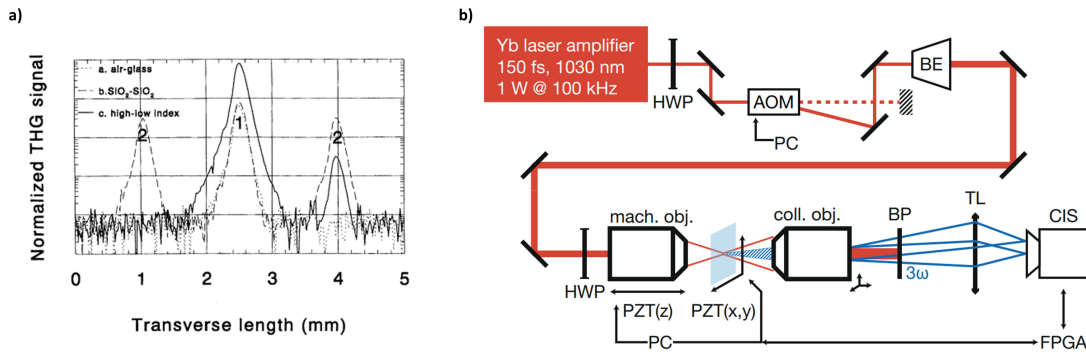 a)
Normalized THG signal
a. air-glass
b.SIO₂-SIO₂
c. high-low index
2
1
2
0
1
2
3
4
5
Transverse length (mm)
b)
Yb laser amplifier
150 fs, 1030 nm
1 W @ 100 kHz
HWP
AOM
PC
BE
mach. obj.
coll. obj.
BP
TL
CIS
3ω
HWP
PZT(z)
PZT(x,y)
PC
FPGA